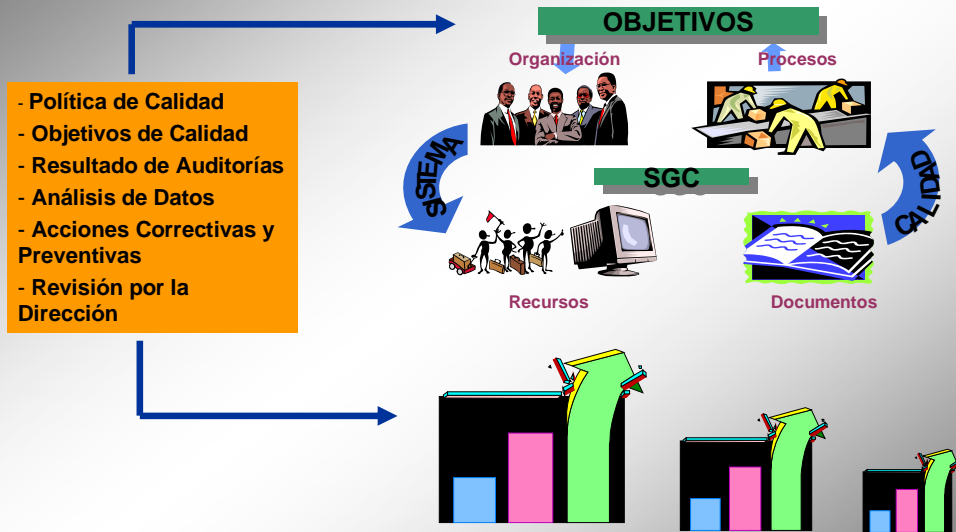 OBJETIVOS
Organización
Procesos
- Política de Calidad
- Objetivos de Calidad
- Resultado de Auditorías
- Análisis de Datos
- Acciones Correctivas y
Preventivas
- Revisión por la
Dirección
SISTEMA
SGC
CALIDAD
Recursos
Documentos